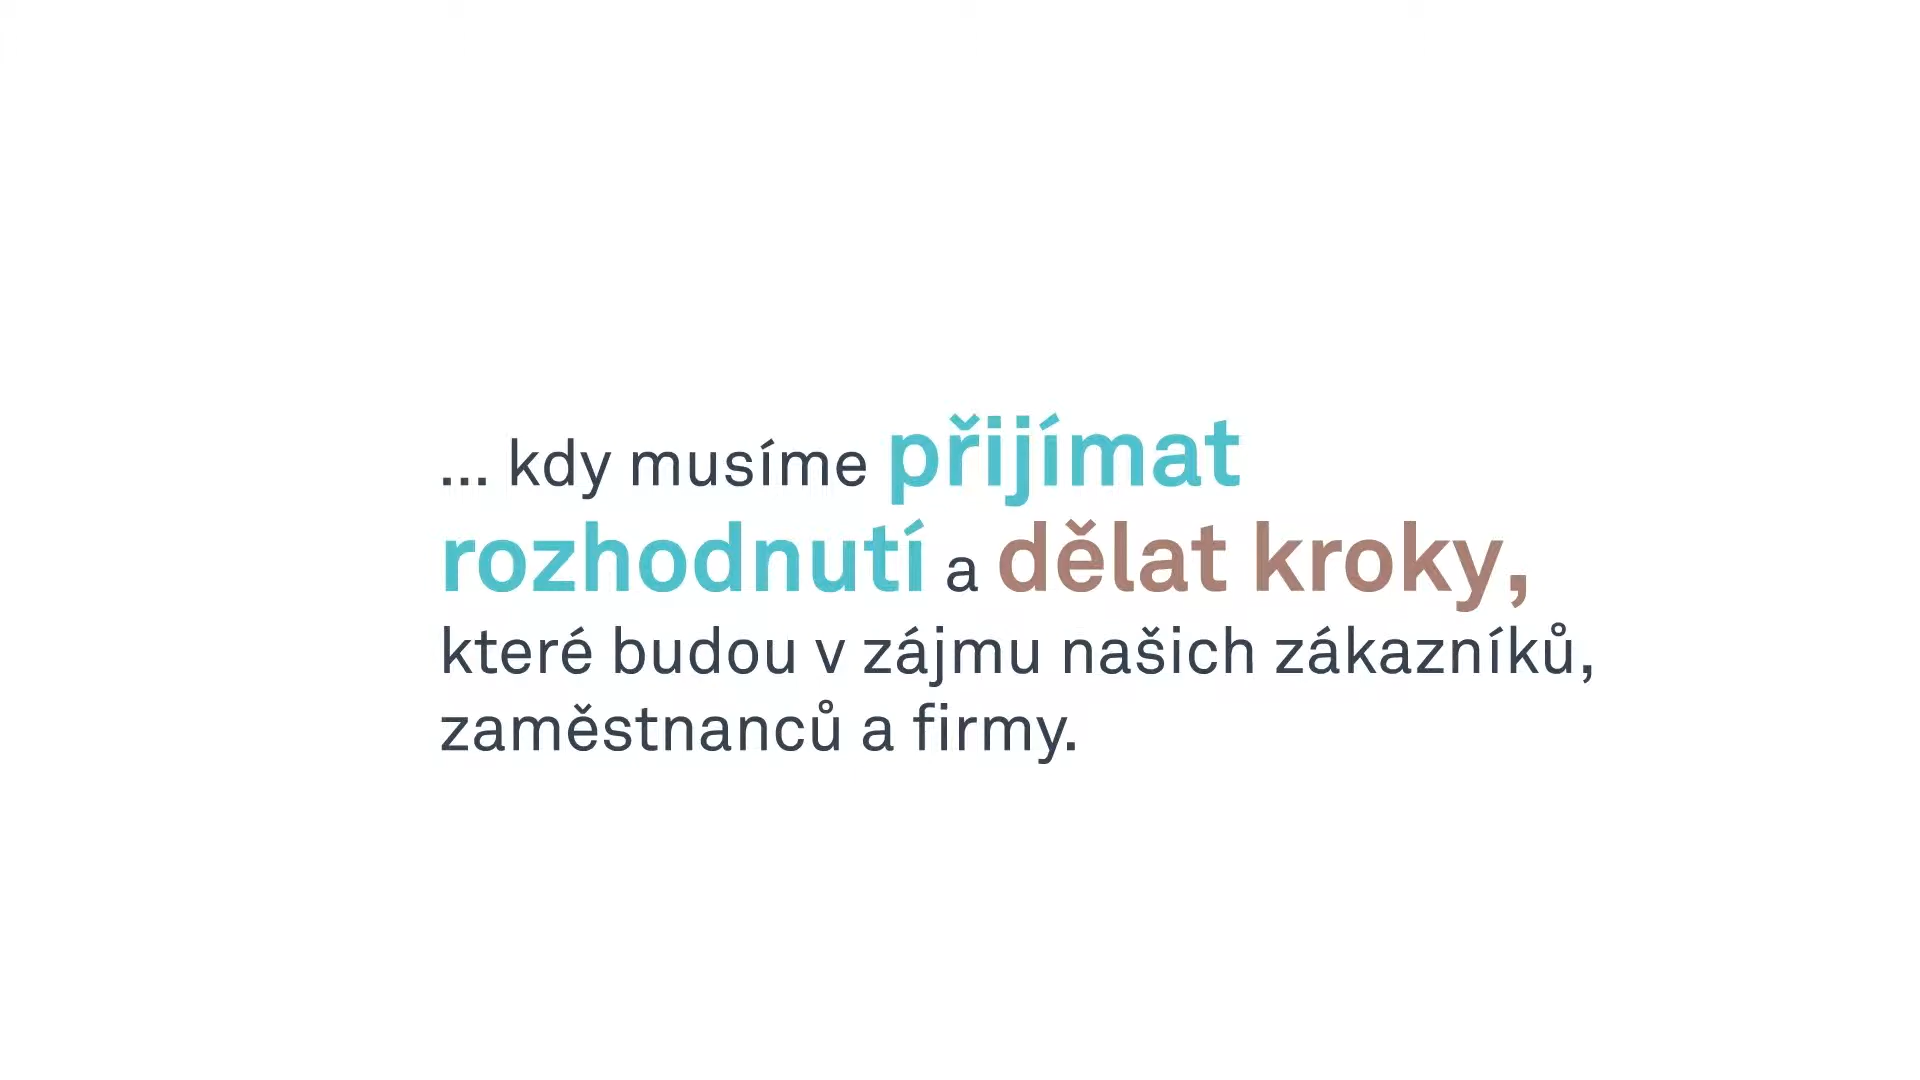 ... kdy musíme přijímat
rozhodnutí a dělat kroky,
které budou v zájmu našich zákazníků,
zaměstnanců a firmy.